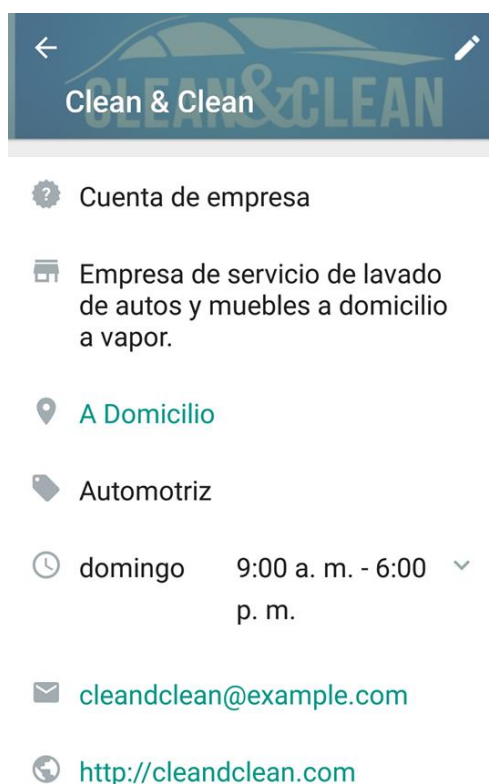 CLEAN&CLEAN
Clean & Clean
Cuenta de empresa
Empresa de servicio de lavado
de autos y muebles a domicilio
a vapor.
A Domicilio
Automotriz
domingo 9:00 a. m. - 6:00
p. m.
cleandclean@example.com
http://cleandclean.com